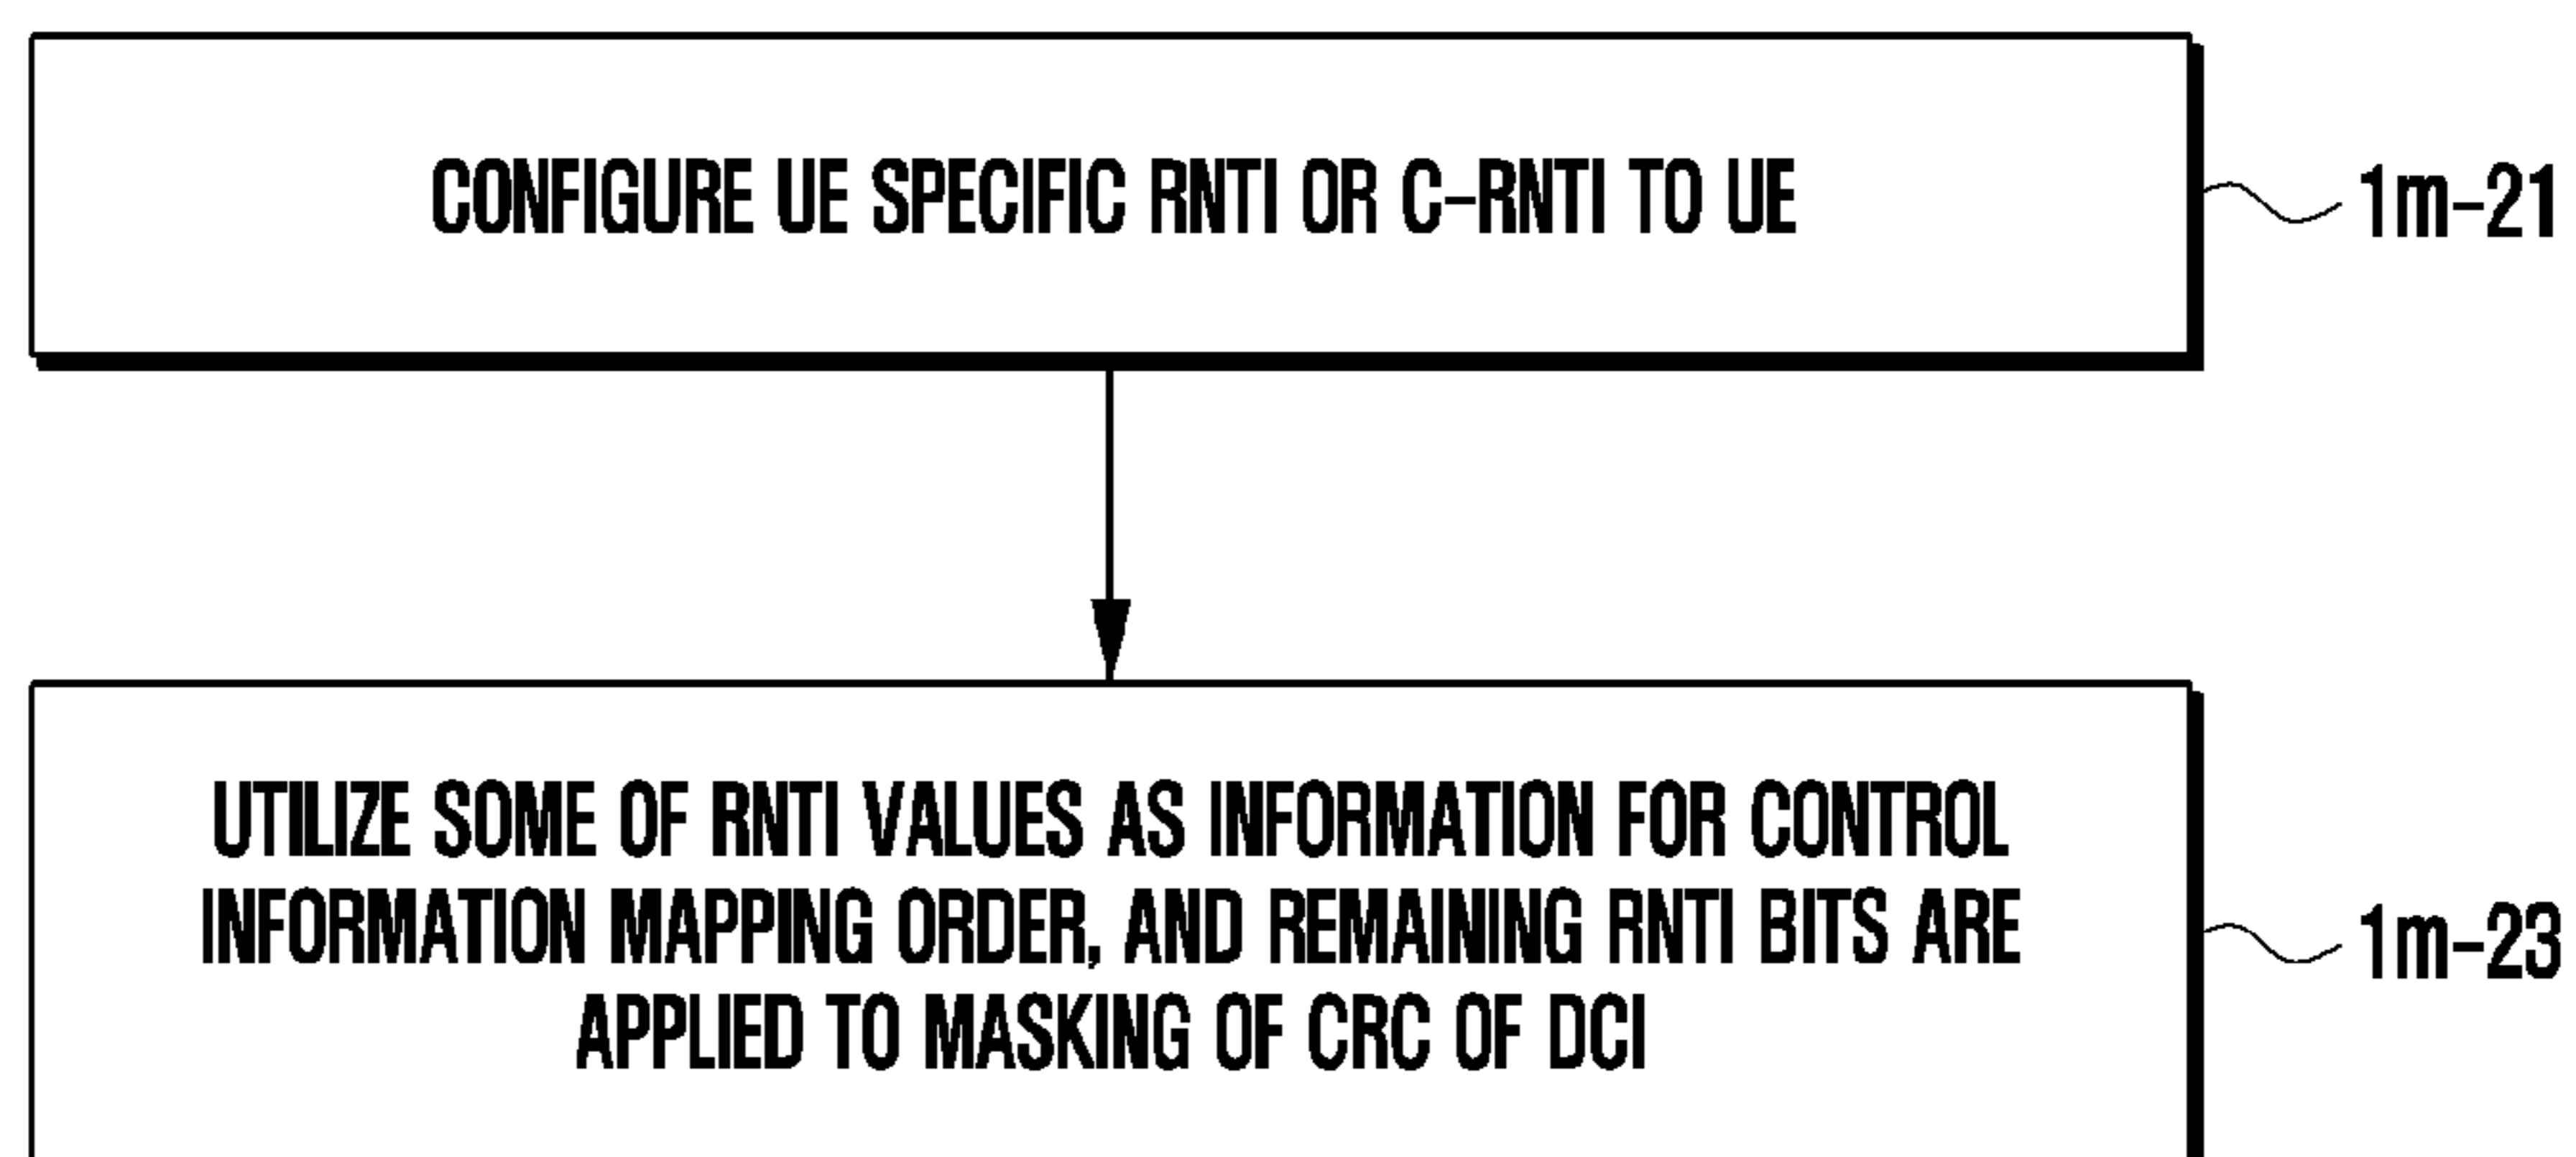 CONFIGURE UE SPECIFIC RNTI OR C-RNTI TO UE
1m-21
UTILIZE SOME OF RNTI VALUES AS INFORMATION FOR CONTROL
INFORMATION MAPPING ORDER, AND REMAINING RNTI BITS ARE
APPLIED TO MASKING OF CRC OF DCI
1m-23